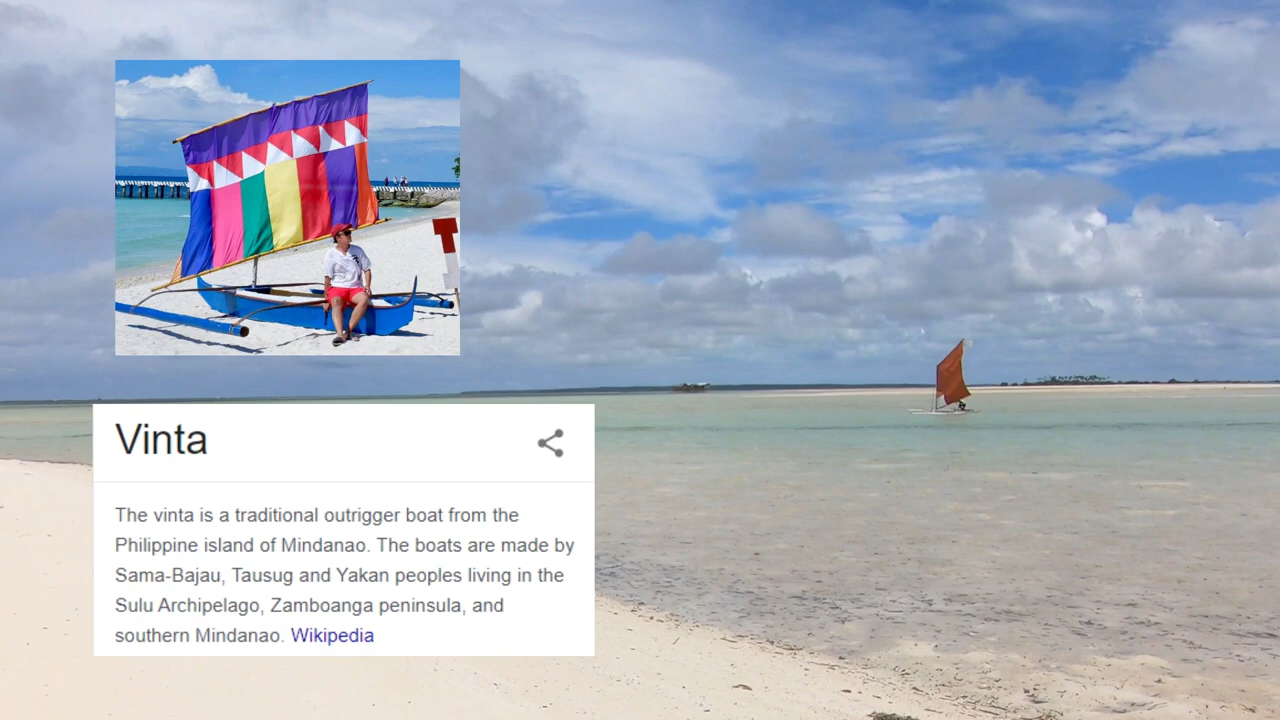 T
Vinta
The vinta is a traditional outrigger boat from the
Philippine island of Mindanao. The boats are made by
Sama-Bajau, Tausug and Yakan peoples living in the
Sulu Archipelago, Zamboanga peninsula, and
southern Mindanao. Wikipedia